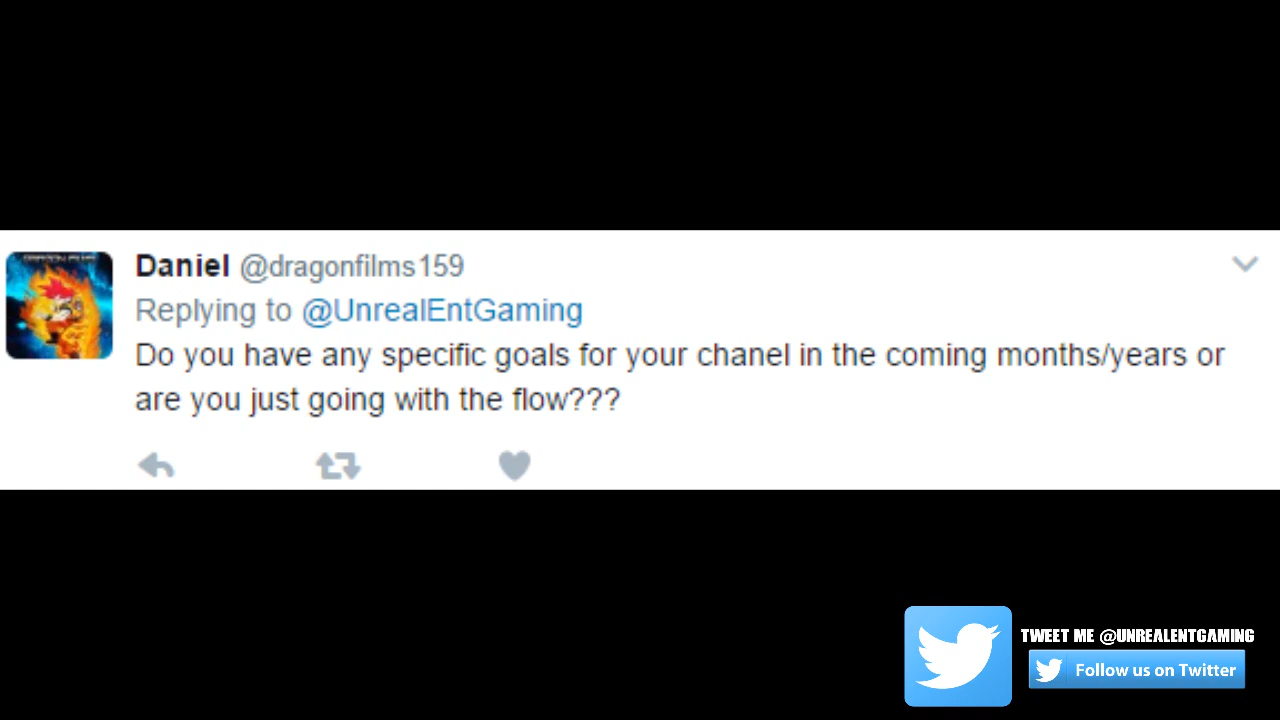 Daniel @dragonfilms159
Replying to @UnrealEntGaming
Do you have any specific goals for your chanel in the coming months/years or
are you just going with the flow???
TWEET ME @UNREALENTGAMING
Follow us on Twitter